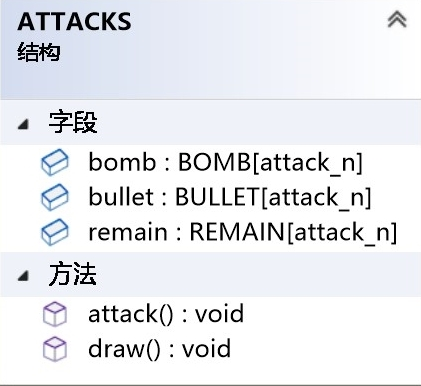 ATTACKS
结构
字段
bomb : BOMB[attack_n]
bullet : BULLET[attack_n]
remain : REMAIN[attack_n]
方法
attack() : void
draw() : void